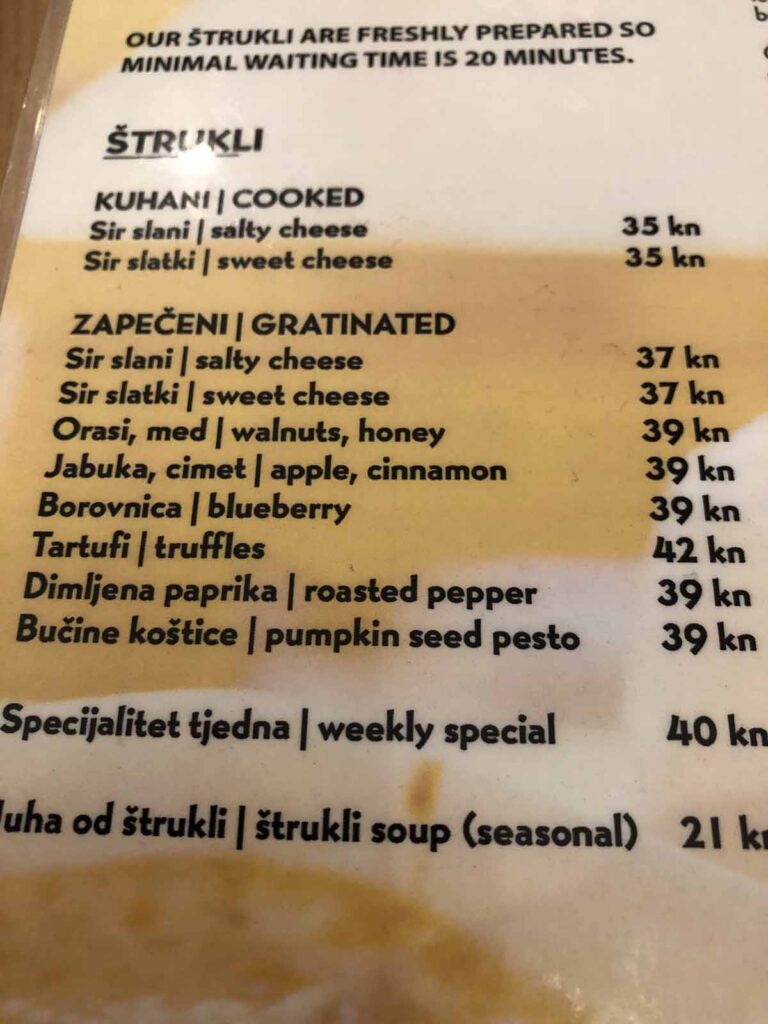 OUR ŠTRUKLI ARE FRESHLY PREPARED SO
MINIMAL WAITING TIME IS 20 MINUTES.
ŠTRUKLI
KUHANI | COOKED
Sir slani | salty cheese 35 kn
Sir slatki | sweet cheese 35 kn
ZAPEČENI | GRATINATED
Sir slani | salty cheese 37 kn
Sir slatki | sweet cheese 37 kn
Orasi, med | walnuts, honey 39 kn
Jabuka, cimet | apple, cinnamon 39 kn
Borovnica | blueberry 39 kn
Tartufi | truffles 42 kn
Dimljena paprika | roasted pepper 39 kn
Bučine koštice | pumpkin seed pesto 39 kn
Specijalitet tjedna | weekly special 40 kn
Juha od štrukli | štrukli soup (seasonal) 21 kn